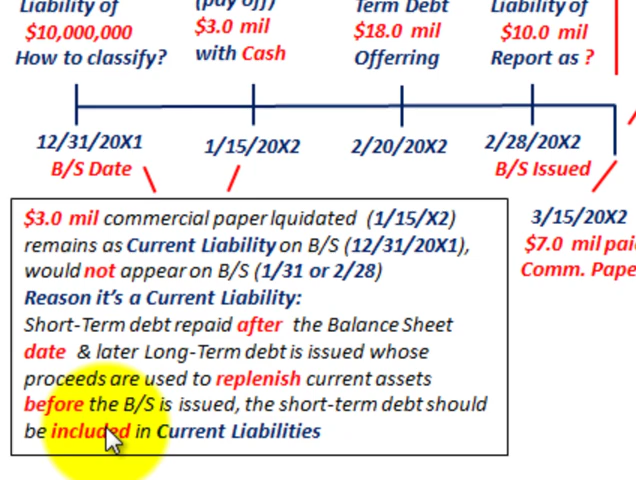 Liability of
$10,000,000
How to classify?
(pay off)
$3.0 mil
with Cash
Term Debt
$18.0 mil
Offerring
Liability of
$10.0 mil
Report as ?
12/31/20X1
B/S Date
1/15/20X2
2/20/20X2
2/28/20X2
B/S Issued
3/15/20X2
$7.0 mil paid
Comm. Pape
$3.0 mil commercial paper lquidated (1/15/X2)
remains as Current Liability on B/S (12/31/20X1),
would not appear on B/S (1/31 or 2/28)
Reason it's a Current Liability:
Short-Term debt repaid after the Balance Sheet
date & later Long-Term debt is issued whose
proceeds are used to replenish current assets
before the B/S is issued, the short-term debt should
be included in Current Liabilities